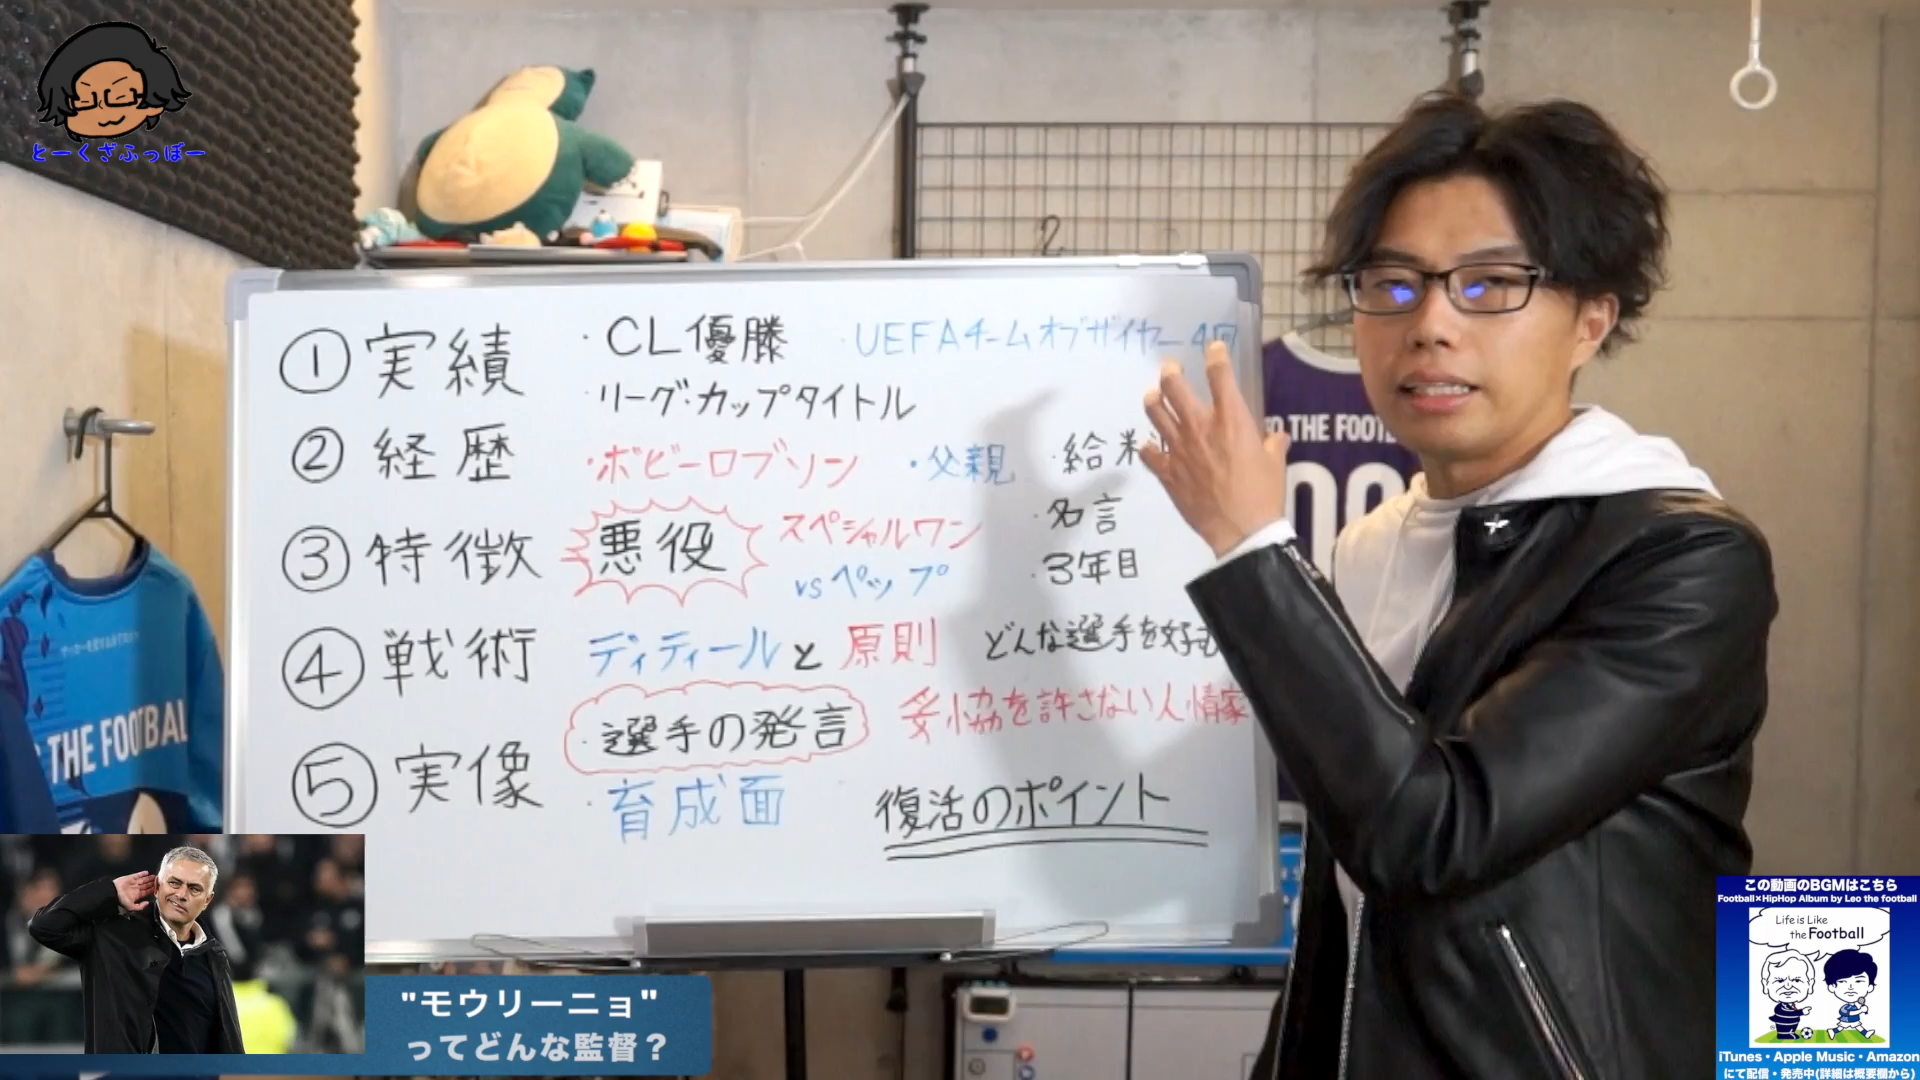 とーくざふっぼー
① 実績 ・CL優勝 ・UEFAチームオブザイヤー 4回
・リーグ・カップタイトル
② 経歴 ・ボビーロブソン ・父親 ・給料
③ 特徴 悪役 スペシャルワン ・名言
vsペップ ・3年目
④ 戦術 ディティールと原則 どんな選手を好む
⑤ 実像 ・選手の発言 妥協を許さない人情家
・育成面 復活のポイント
THE FOOTBAL
THE FOOTB
"モウリーニョ"
ってどんな監督？
この動画のBGMはこちら
Football×HipHop Album by Leo the football
Life is Like
the Football
iTunes・Apple Music・Amazon
にて配信・発売中(詳細は概要欄から)